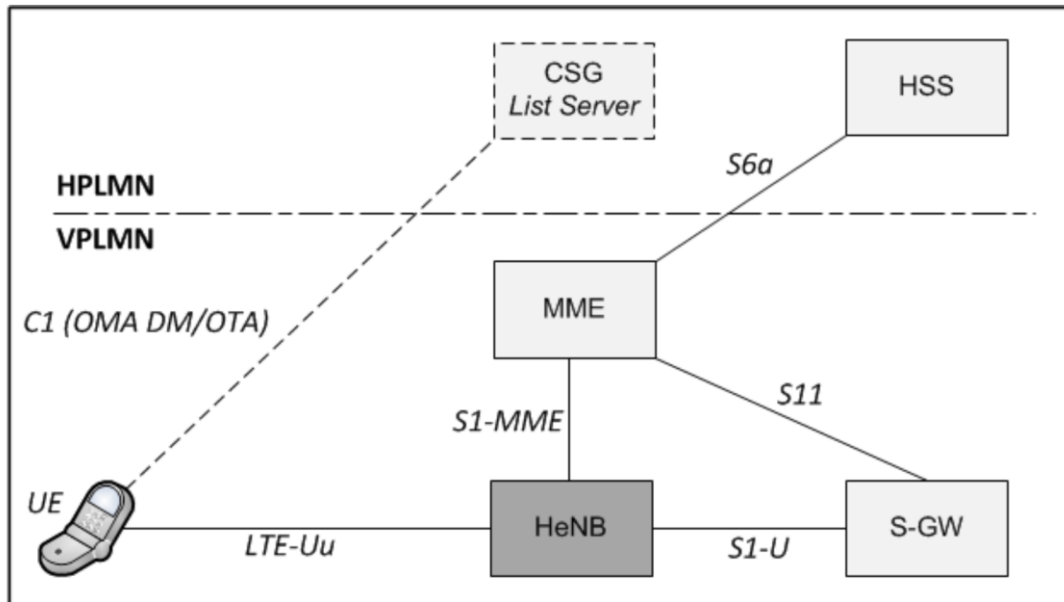 CSG
List Server
HSS
S6a
HPLMN
VPLMN
MME
C1 (OMA DM/OTA)
S11
S1-MME
UE
HeNB
S-GW
LTE-Uu
S1-U